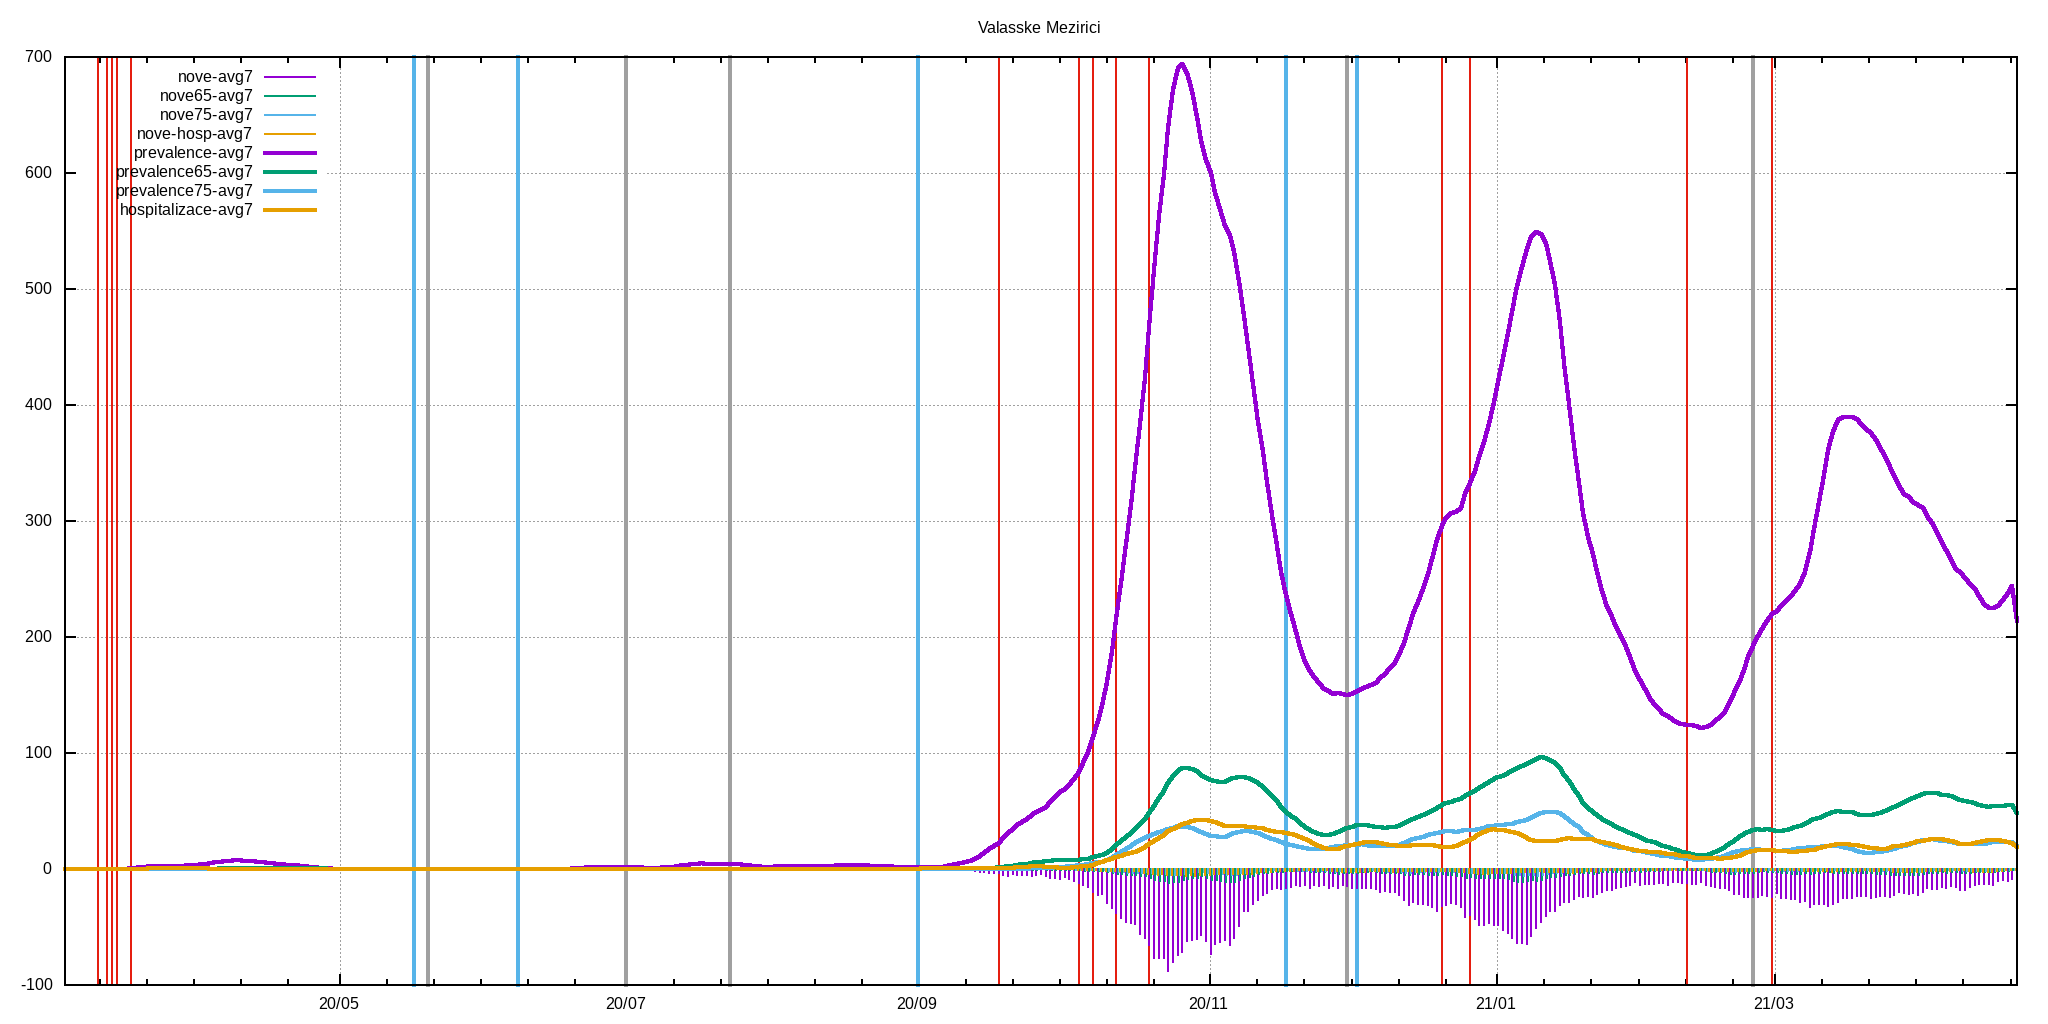 Valasske Mezirici
700
600
500
400
300
200
100
0
-100
nove-avg7
nove65-avg7
nove75-avg7
nove-hosp-avg7
prevalence-avg7
prevalence65-avg7
prevalence75-avg7
hospitalizace-avg7
20/05 20/07 20/09 20/11 21/01 21/03